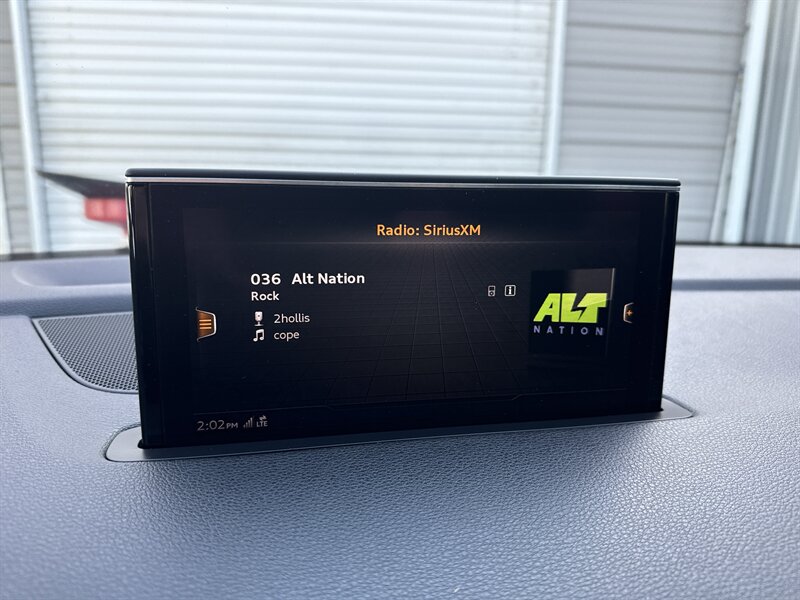 Radio: SiriusXM
036 Alt Nation
Rock
2hollis
cope
ALT
NATION
2:02PM LTE